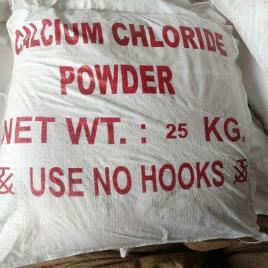 CALCIUM CHLORIDE
POWDER
NET WT. : 25 KG.
USE NO HOOKS